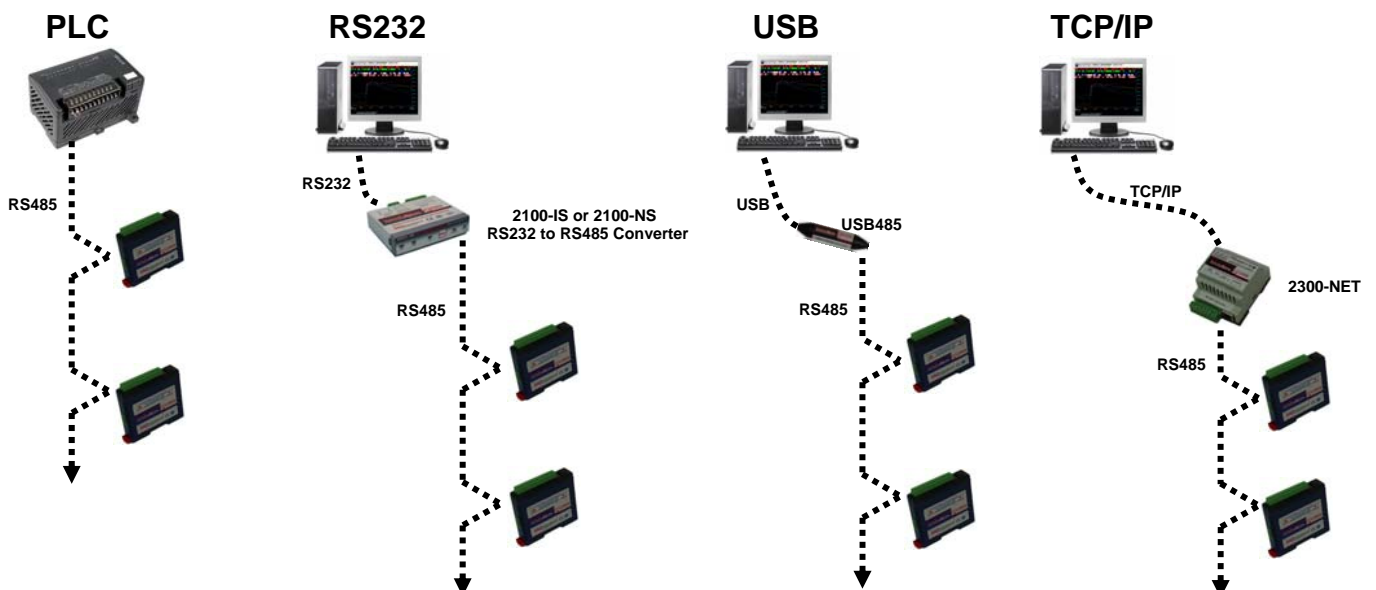 PLC
RS232
USB
TCP/IP
RS485
RS232
2100-IS or 2100-NS
RS232 to RS485 Converter
RS485
USB
USB485
RS485
TCP/IP
2300-NET
RS485